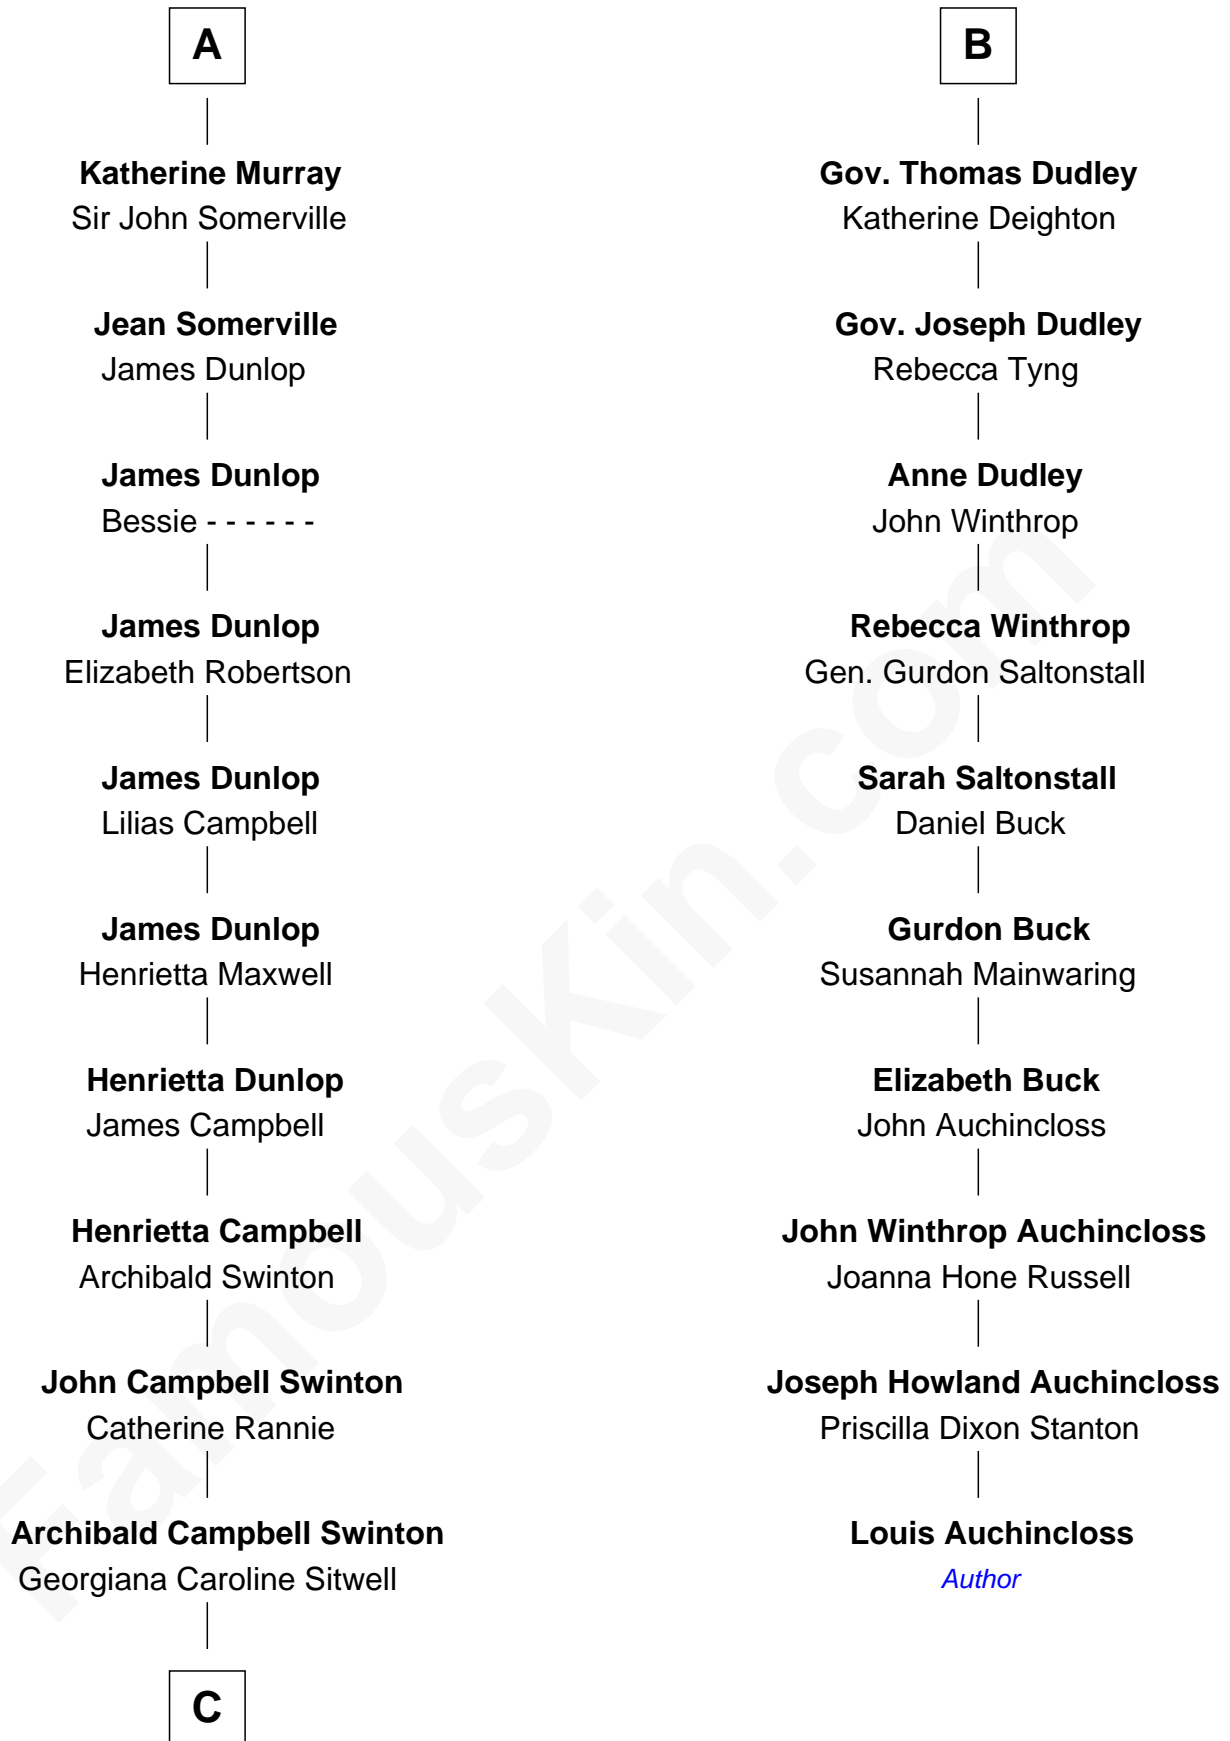 A
Katherine Murray
Sir John Somerville
Jean Somerville
James Dunlop
James Dunlop
Bessie - - - - - -
James Dunlop
Elizabeth Robertson
James Dunlop
Lilias Campbell
James Dunlop
Henrietta Maxwell
Henrietta Dunlop
James Campbell
Henrietta Campbell
Archibald Swinton
John Campbell Swinton
Catherine Rannie
Archibald Campbell Swinton
Georgiana Caroline Sitwell
C
B
Gov. Thomas Dudley
Katherine Deighton
Gov. Joseph Dudley
Rebecca Tyng
Anne Dudley
John Winthrop
Rebecca Winthrop
Gen. Gurdon Saltonstall
Sarah Saltonstall
Daniel Buck
Gurdon Buck
Susannah Mainwaring
Elizabeth Buck
John Auchincloss
John Winthrop Auchincloss
Joanna Hone Russell
Joseph Howland Auchincloss
Priscilla Dixon Stanton
Louis Auchincloss
Author
FamousKin.com